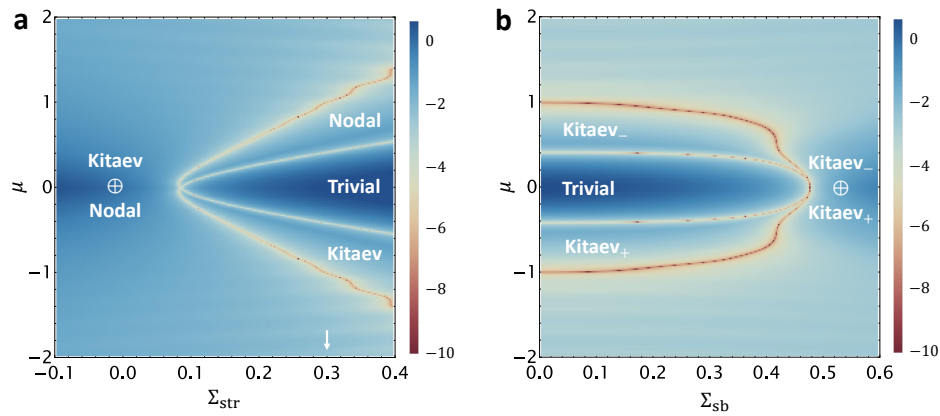 a
μ
2
1
0
-1
-2
-0.1
0.0
0.1
0.2
0.3
0.4
Σstr
Kitaev
⊕
Nodal
Nodal
Trivial
Kitaev
0
−2
−4
−6
−8
−10
b
μ
2
1
0
-1
-2
0.0
0.1
0.2
0.3
0.4
0.5
0.6
Σsb
Kitaev−
Trivial
Kitaev+
Kitaev−
⊕
Kitaev+
0
−2
−4
−6
−8
−10